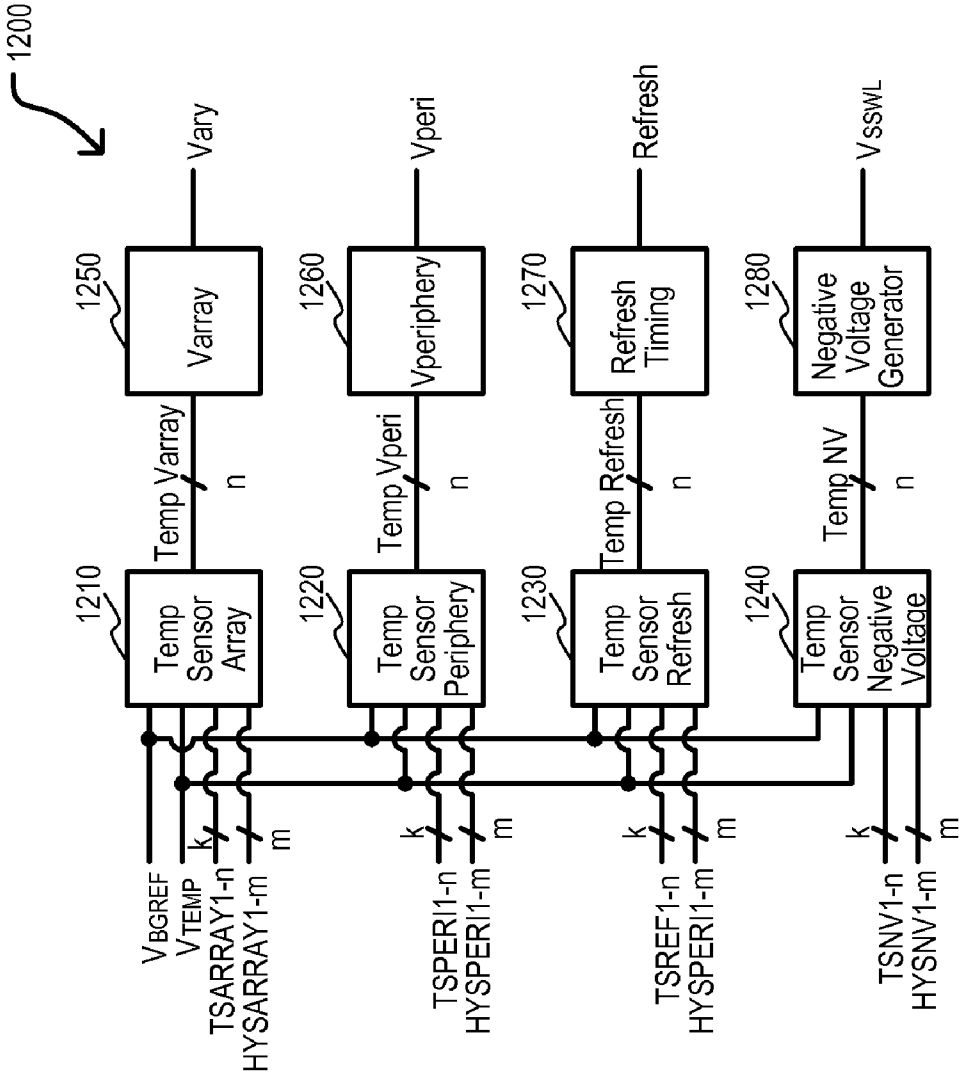 1200
1210
Temp
Sensor
Array
Temp Varray
n
1250
Varray
Vary
VBGREF
VTEMP
TSARRAY1-n
k
HYSARRAY1-m
m
1220
Temp
Sensor
Periphery
Temp Vperi
n
1260
Vperiphery
Vperi
TSPERI1-n
k
HYSPERI1-m
m
1230
Temp
Sensor
Refresh
Temp Refresh
n
1270
Refresh
Timing
Refresh
TSREF1-n
k
HYSPERI1-m
m
1240
Temp
Sensor
Negative
Voltage
Temp NV
n
1280
Negative
Voltage
Generator
VSSWL
TSNV1-n
k
HYSNV1-m
m